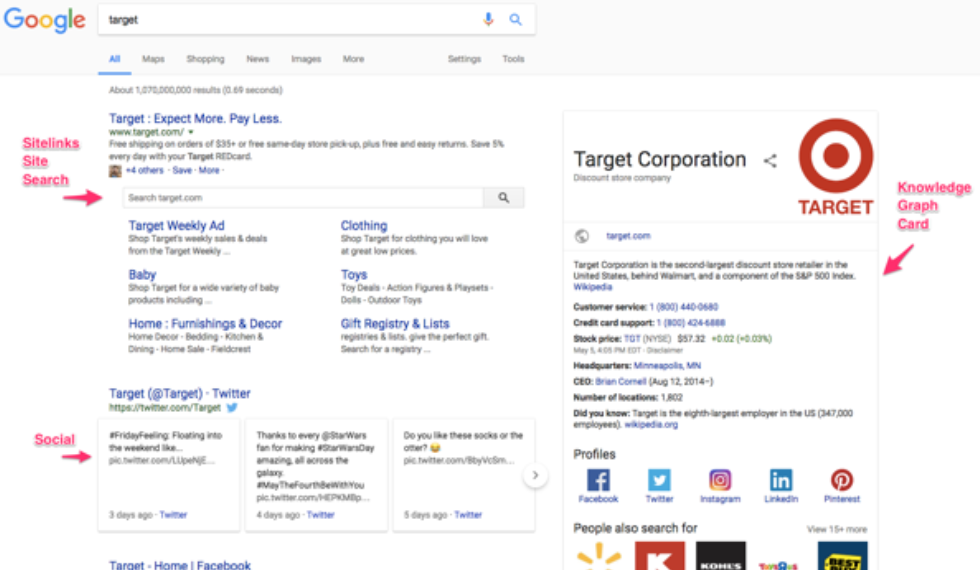 Google
target
All Maps Shopping News Images More Settings Tools
About 1,070,000,000 results (0.69 seconds)
Sitelinks
Site
Search
Target : Expect More. Pay Less.
www.target.com/
Free shipping on orders of $35+ or free same-day store pick-up, plus free and easy returns. Save 5%
every day with your Target REDcard.
+4 others · Save · More ·
Search target.com
Target Weekly Ad
Shop Target's weekly sales & deals
from the Target Weekly ...
Clothing
Shop Target for clothing you will love
at great low prices.
Baby
Shop Target for a wide variety of baby
products including ...
Toys
Toy Deals - Action Figures & Playsets -
Dolls - Outdoor Toys
Home : Furnishings & Decor
Home Decor - Bedding - Kitchen &
Dining - Home Sale - Fieldcrest
Gift Registry & Lists
registries & lists. give the perfect gift.
Search for a registry ...
Target (@Target) · Twitter
https://twitter.com/Target
Social
#FridayFeeling: Floating into
the weekend like...
pic.twitter.com/LUpeNjE...
3 days ago · Twitter
Thanks to every @StarWars
fan for making #StarWarsDay
amazing, all across the
galaxy.
#MayTheFourthBeWithYou
pic.twitter.com/HEPKMBp...
4 days ago · Twitter
Do you like these socks or the
otter? 😂
pic.twitter.com/8byVcSm...
5 days ago · Twitter
Target - Home | Facebook
Target Corporation
Discount store company
TARGET
Knowledge
Graph
Card
target.com
Target Corporation is the second-largest discount store retailer in the
United States, behind Walmart, and a component of the S&P 500 Index.
Wikipedia
Customer service: 1 (800) 440-0680
Credit card support: 1 (800) 424-6888
Stock price: TGT (NYSE) $57.32 +0.02 (+0.03%)
May 5, 4:05 PM EDT · Disclaimer
Headquarters: Minneapolis, MN
CEO: Brian Cornell (Aug 12, 2014–)
Number of locations: 1,802
Did you know: Target is the eighth-largest employer in the US (347,000
employees). wikipedia.org
Profiles
Facebook Twitter Instagram LinkedIn Pinterest
People also search for View 15+ more
K KOHL'S ToysRus BEST